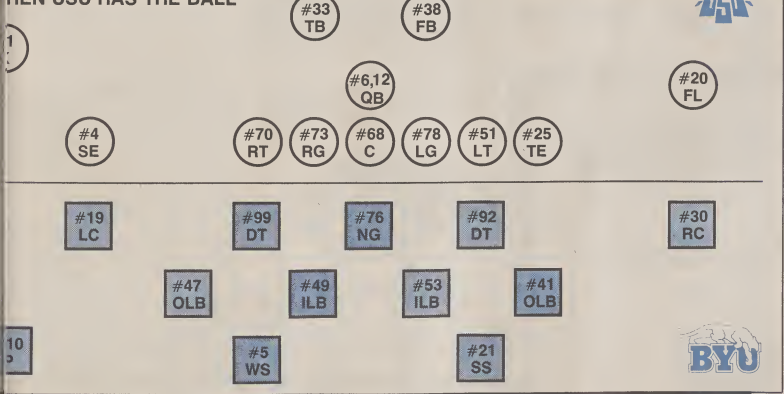 USU HAS THE BALL
USU
#33
TB
#38
FB
#6,12
QB
#20
FL
#4
SE
#70
RT
#73
RG
#68
C
#78
LG
#51
LT
#25
TE
#19
LC
#99
DT
#76
NG
#92
DT
#30
RC
#47
OLB
#49
ILB
#53
ILB
#41
OLB
10
#5
WS
#21
SS
BYU